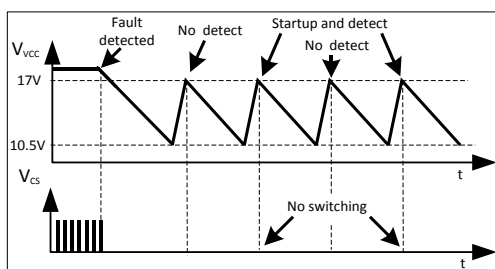 Fault
detected
No detect
Startup and detect
No detect
VVCC
17V
10.5V
t
VCS
No switching
t